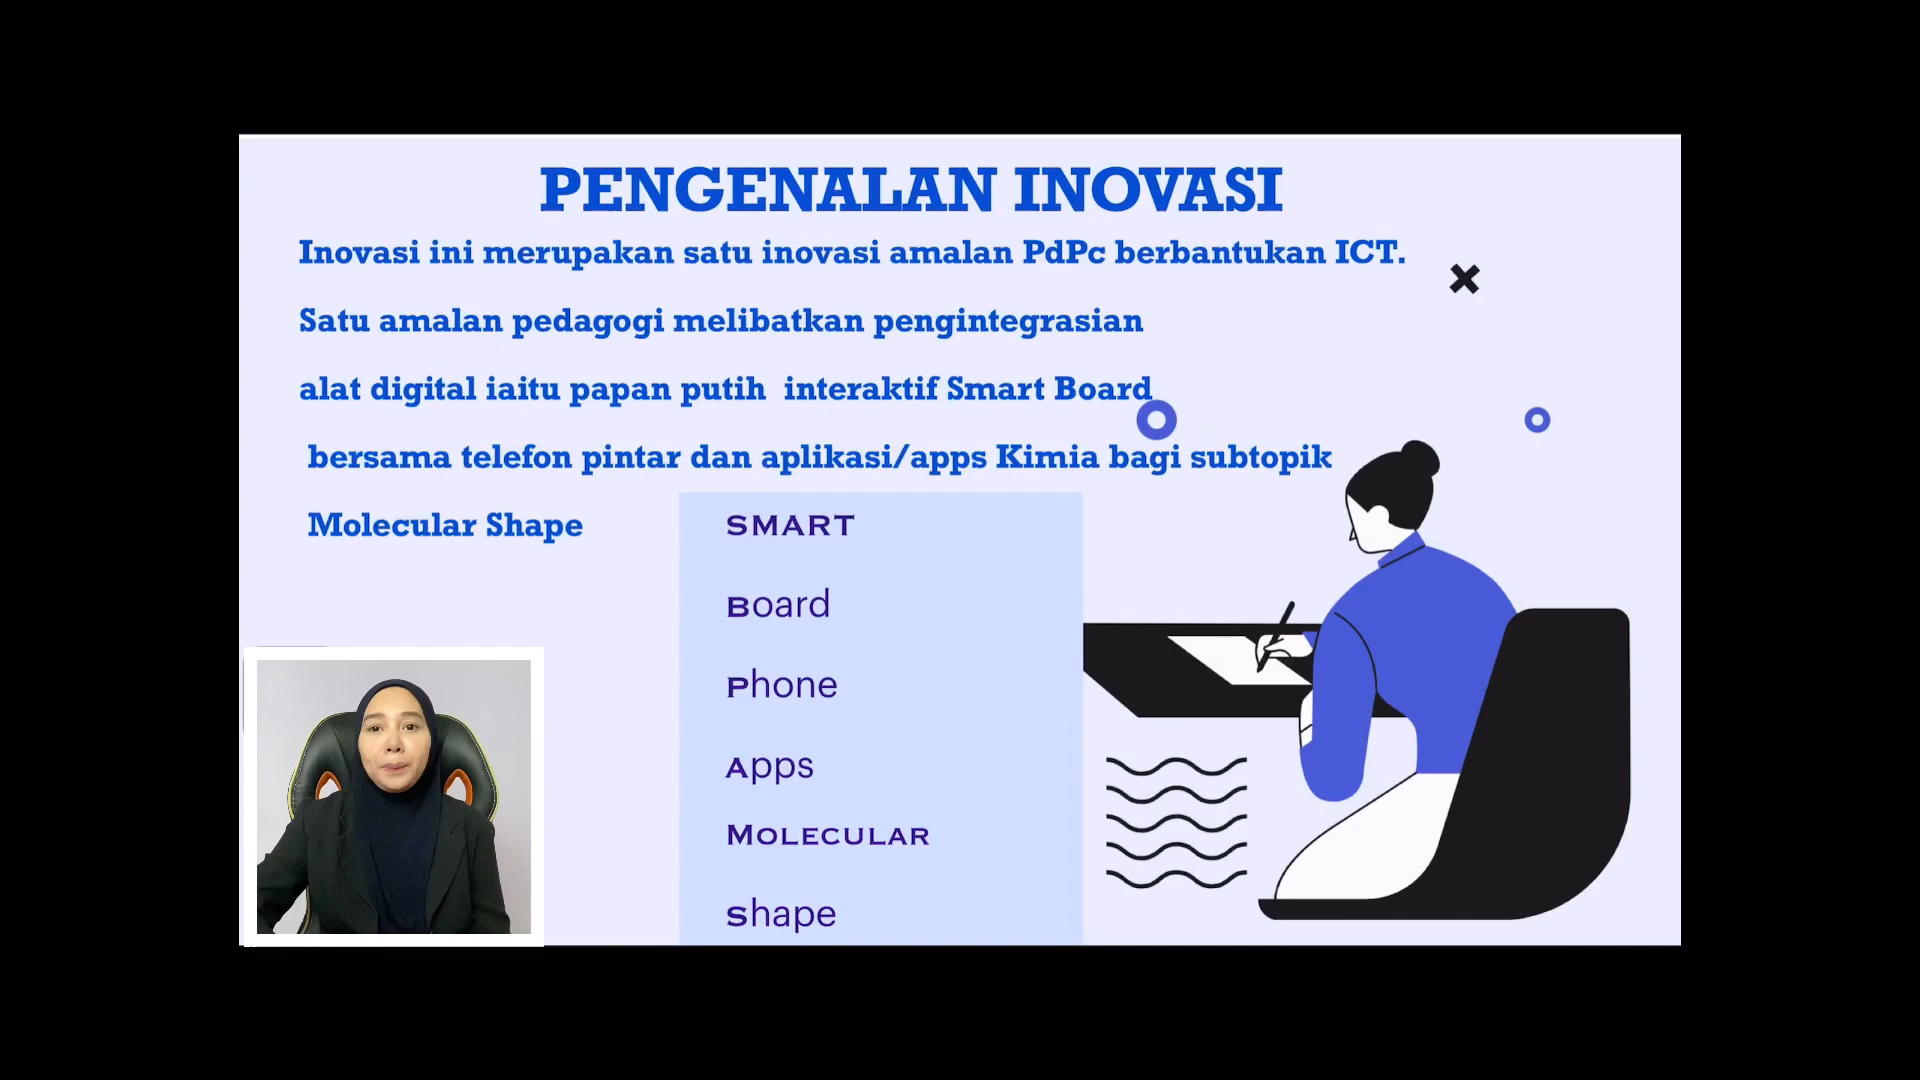 PENGENALAN INOVASI
Inovasi ini merupakan satu inovasi amalan PdPc berbantukan ICT.
Satu amalan pedagogi melibatkan pengintegrasian
alat digital iaitu papan putih interaktif Smart Board
bersama telefon pintar dan aplikasi/apps Kimia bagi subtopik
Molecular Shape
SMART
Board
Phone
Apps
MOLECULAR
Shape